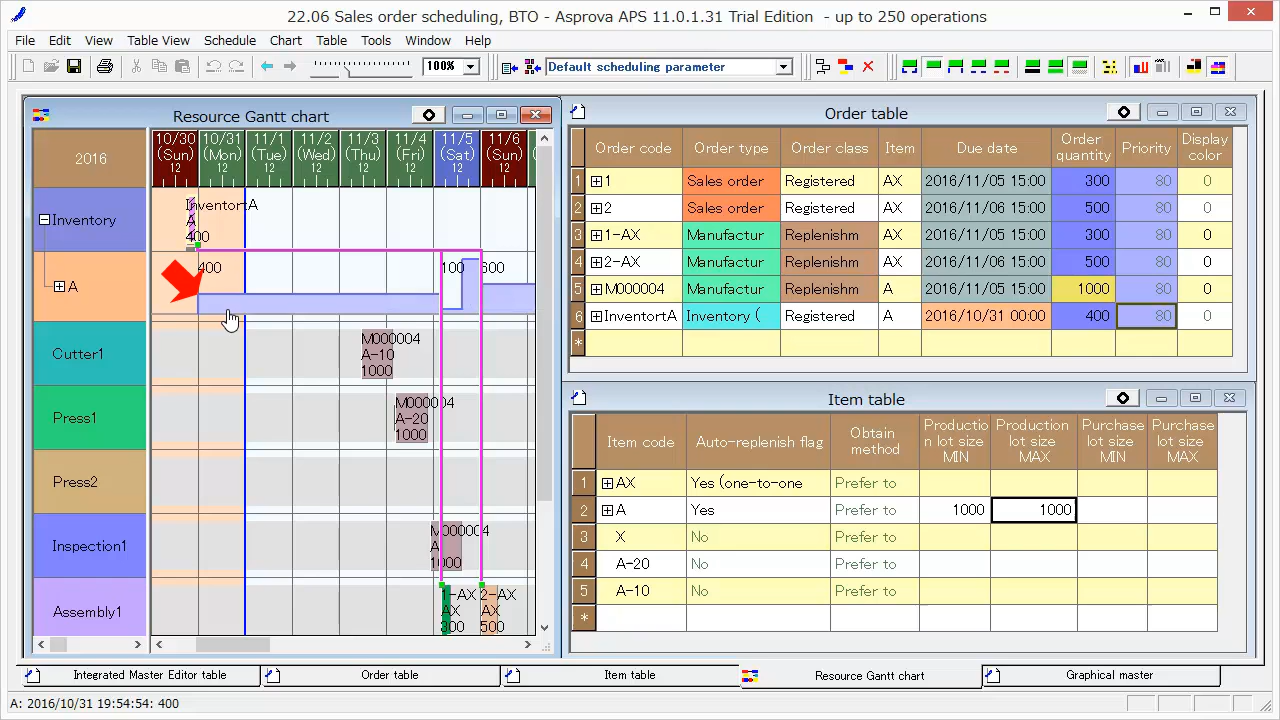 22.06 Sales order scheduling, BTO - Asprova APS 11.0.1.31 Trial Edition - up to 250 operations
File Edit View Table View Schedule Chart Table Tools Window Help
100% Default scheduling parameter
Resource Gantt chart
2016
10/30 10/31 11/1 11/2 11/3 11/4 11/5 11/6
(Sun) (Mon) (Tue) (Wed) (Thu) (Fri) (Sat) (Sun)
12 12 12 12 12 12 12 12
Inventory
InventortA
A
400
A
400 100 600
Cutter1
M000004
A-10
1000
Press1
M000004
A-20
1000
Press2
Inspection1
M000004
A
1000
Assembly1
1-AX 2-AX
AX AX
300 500
Order table
Order code Order type Order class Item Due date Order quantity Priority Display color
1 1 Sales order Registered AX 2016/11/05 15:00 300 80 0
2 2 Sales order Registered AX 2016/11/06 15:00 500 80 0
3 1-AX Manufactur Replenishm AX 2016/11/05 15:00 300 80 0
4 2-AX Manufactur Replenishm AX 2016/11/06 15:00 500 80 0
5 M000004 Manufactur Replenishm A 2016/11/05 15:00 1000 80 0
6 InventortA Inventory ( Registered A 2016/10/31 00:00 400 80 0
*
Item table
Item code Auto-replenish flag Obtain method Productio n lot size MIN Production lot size MAX Purchase lot size MIN Purchase lot size MAX
1 AX Yes (one-to-one Prefer to
2 A Yes Prefer to 1000 1000
3 X No Prefer to
4 A-20 No Prefer to
5 A-10 No Prefer to
*
Integrated Master Editor table Order table Item table Resource Gantt chart Graphical master
A: 2016/10/31 19:54:54: 400